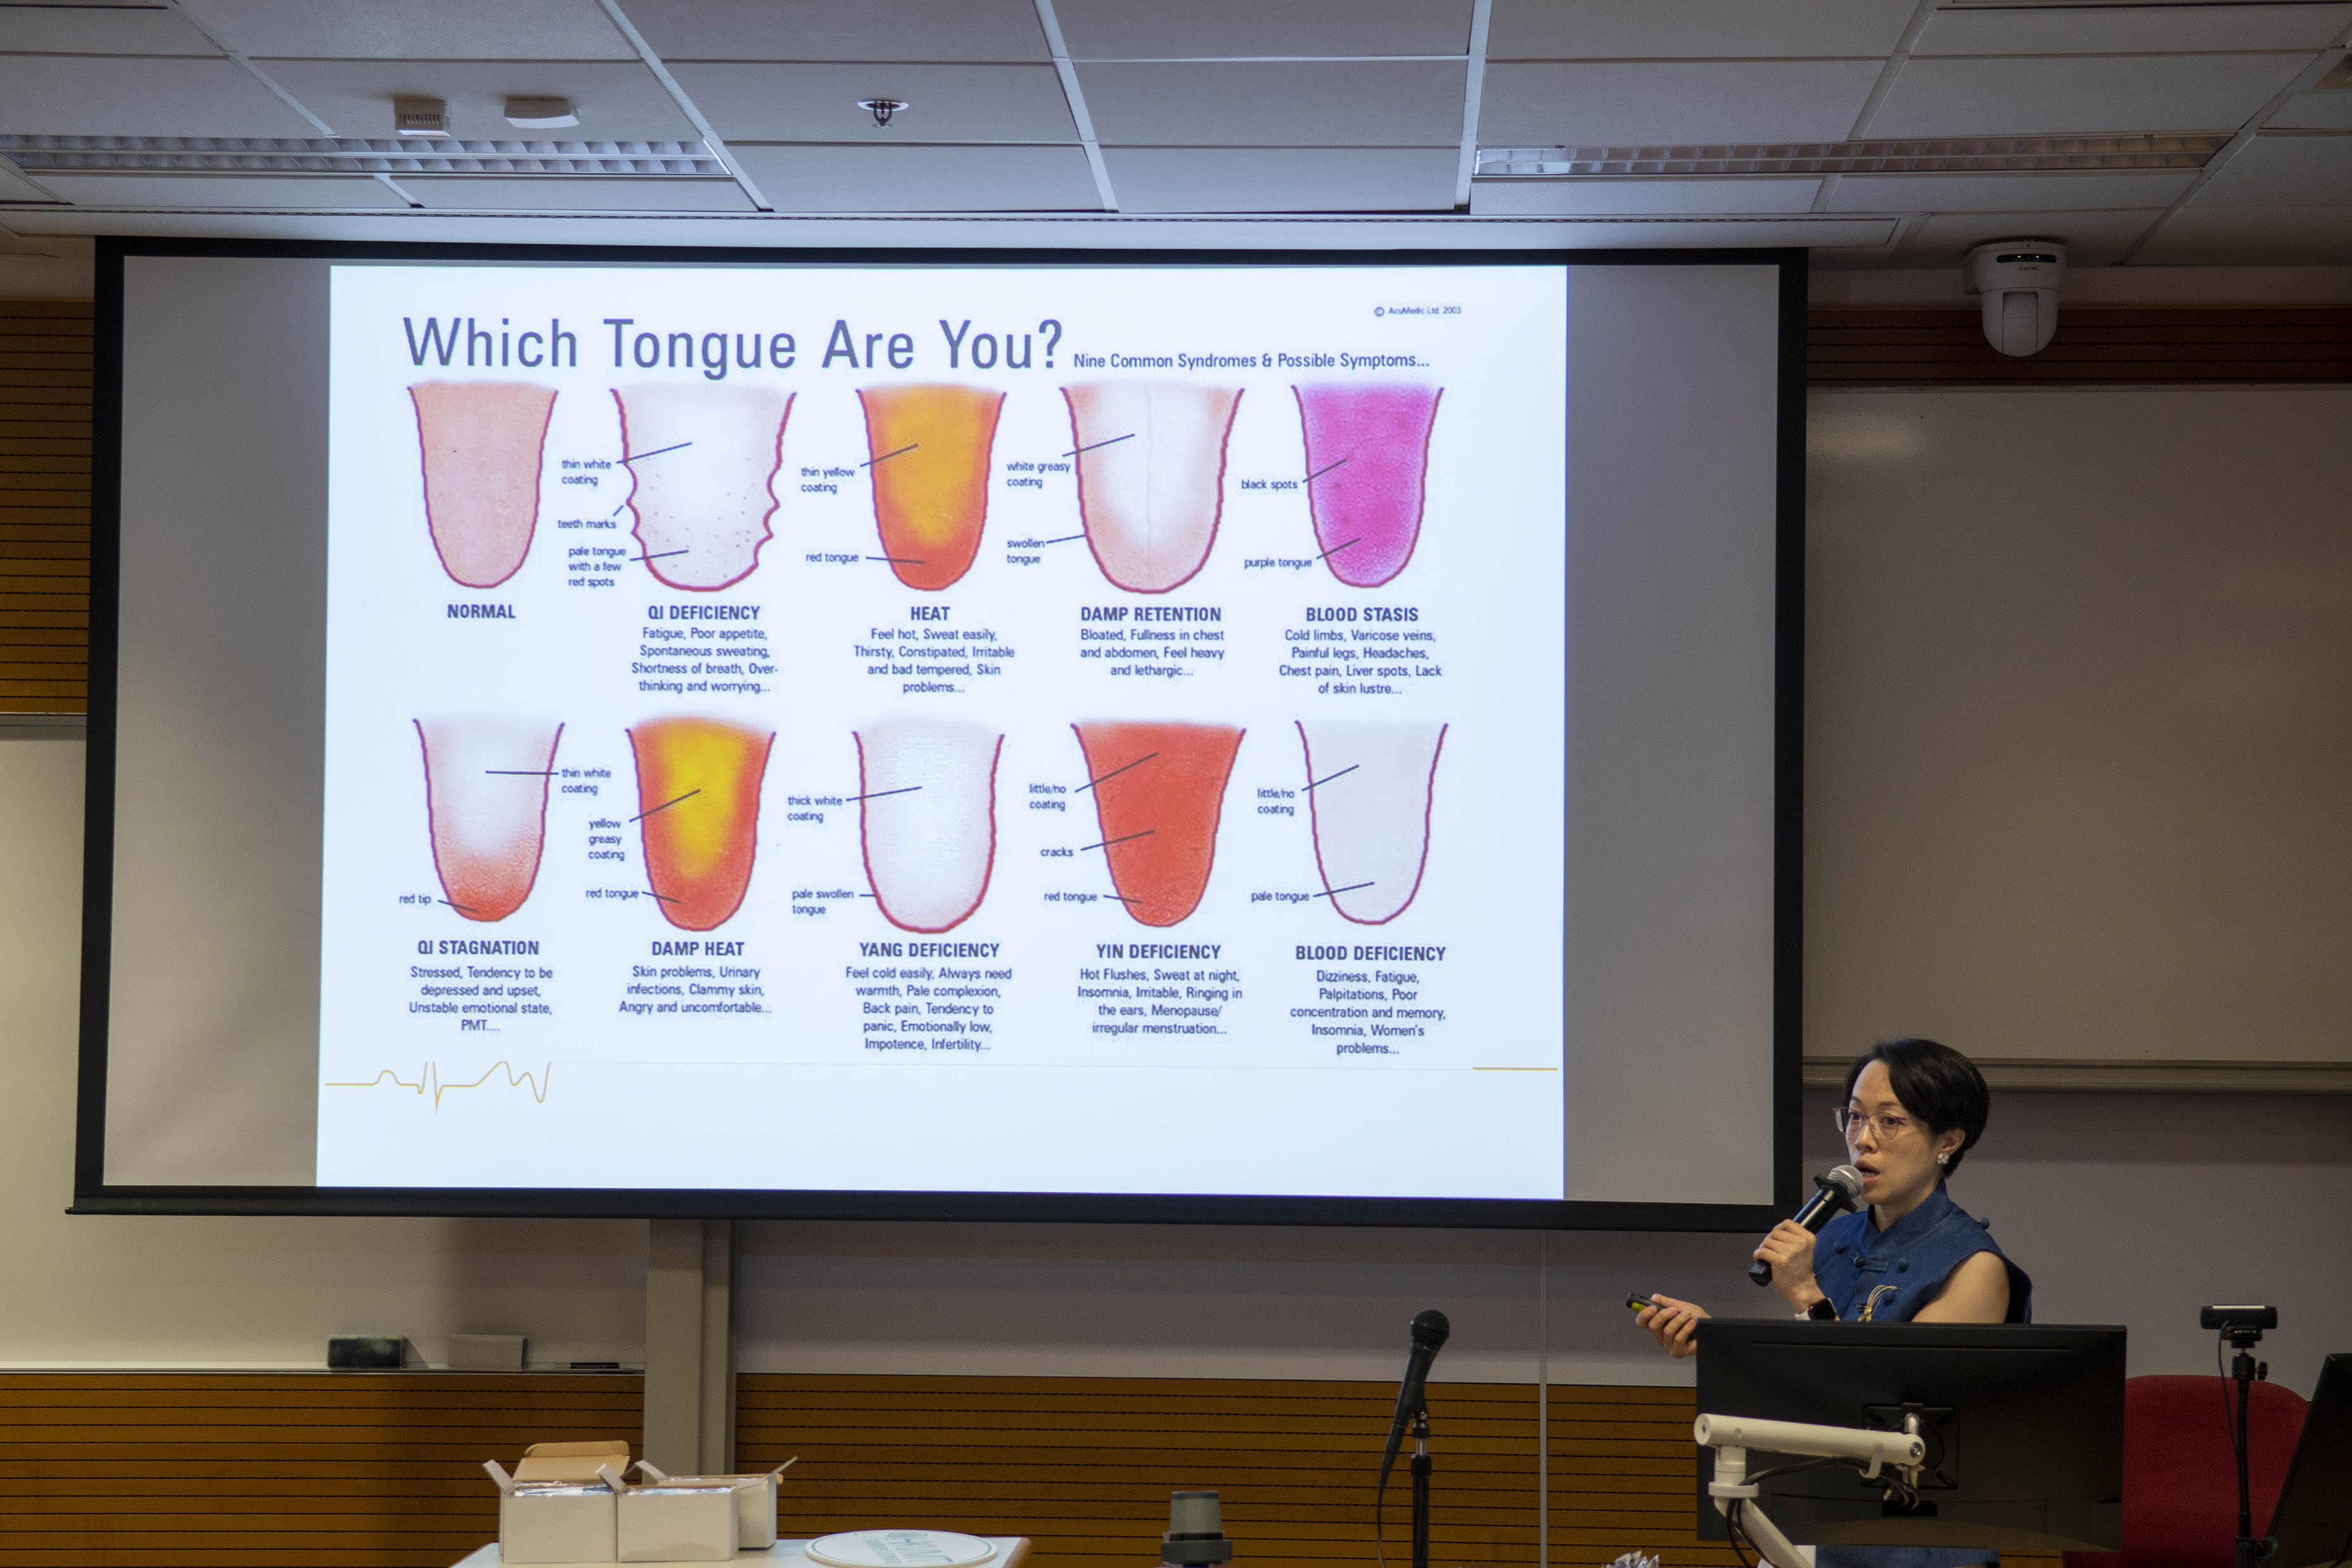 © AcuMedic Ltd. 2003
Which Tongue Are You?
Nine Common Syndromes & Possible Symptoms...
NORMAL
thin white
coating
teeth marks
pale tongue
with a few
red spots
QI DEFICIENCY
Fatigue, Poor appetite,
Spontaneous sweating,
Shortness of breath, Over-
thinking and worrying...
thin yellow
coating
red tongue
HEAT
Feel hot, Sweat easily,
Thirsty, Constipated, Irritable
and bad tempered, Skin
problems...
white greasy
coating
swollen
tongue
DAMP RETENTION
Bloated, Fullness in chest
and abdomen, Feel heavy
and lethargic...
black spots
purple tongue
BLOOD STASIS
Cold limbs, Varicose veins,
Painful legs, Headaches,
Chest pain, Liver spots, Lack
of skin lustre...
thin white
coating
red tip
QI STAGNATION
Stressed, Tendency to be
depressed and upset,
Unstable emotional state,
PMT....
yellow
greasy
coating
red tongue
DAMP HEAT
Skin problems, Urinary
infections, Clammy skin,
Angry and uncomfortable...
thick white
coating
pale swollen
tongue
YANG DEFICIENCY
Feel cold easily, Always need
warmth, Pale complexion,
Back pain, Tendency to
panic, Emotionally low,
Impotence, Infertility...
little/no
coating
cracks
red tongue
YIN DEFICIENCY
Hot Flushes, Sweat at night,
Insomnia, Irritable, Ringing in
the ears, Menopause/
irregular menstruation...
little/no
coating
pale tongue
BLOOD DEFICIENCY
Dizziness, Fatigue,
Palpitations, Poor
concentration and memory,
Insomnia, Women's
problems...